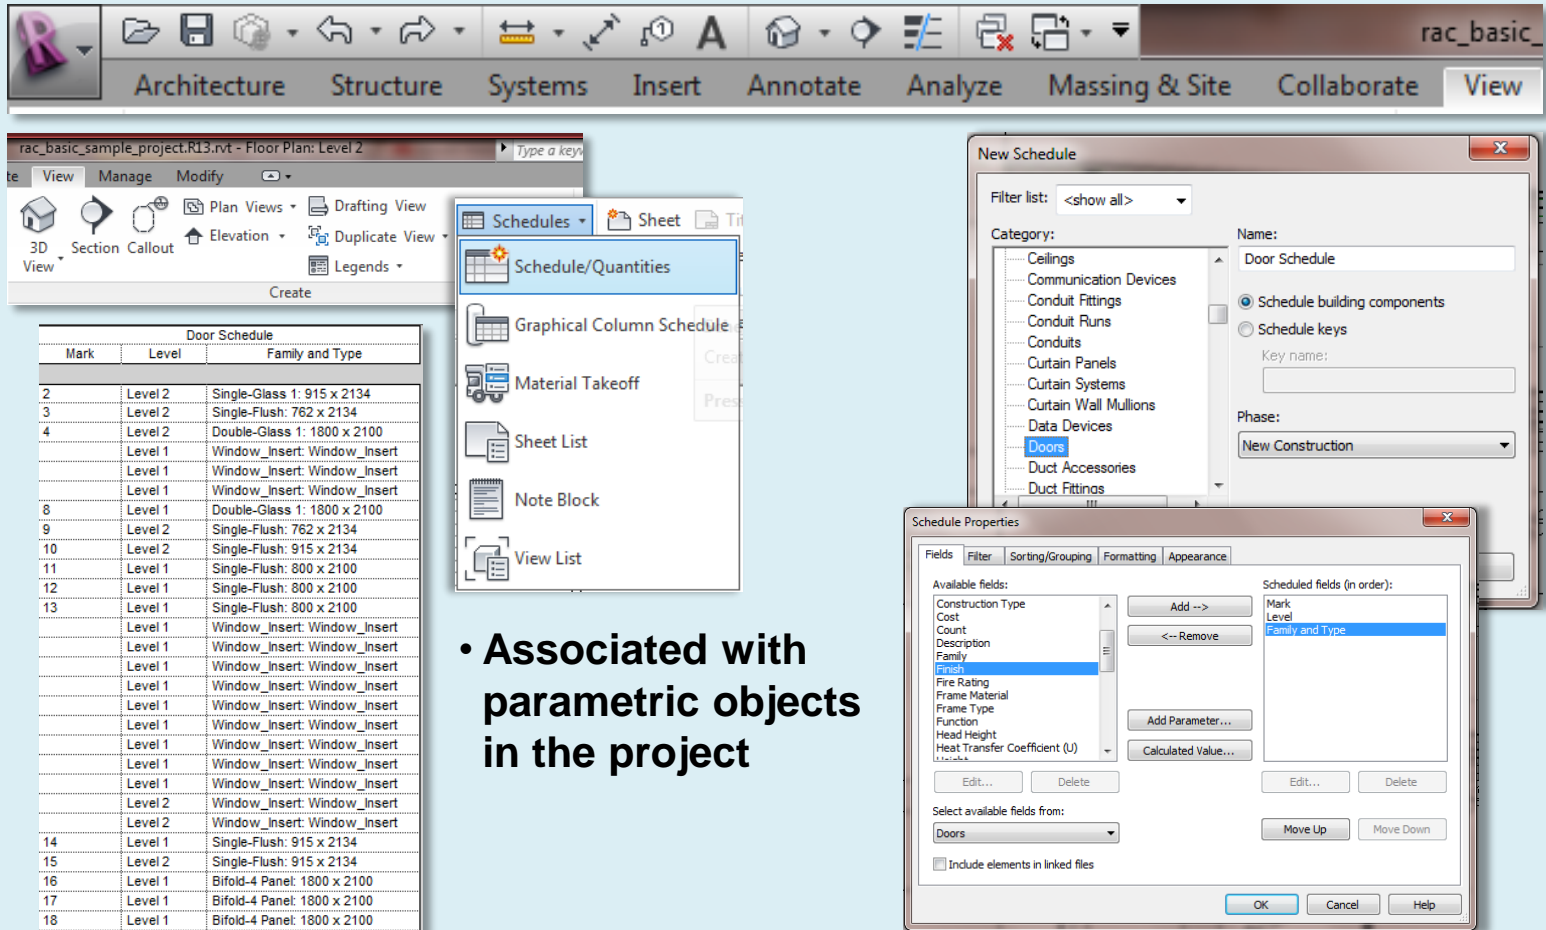 rac_basic_
Architecture Structure Systems Insert Annotate Analyze Massing & Site Collaborate View
rac_basic_sample_project.R13.rvt - Floor Plan: Level 2
Type a keyw
te View Manage Modify
3D View
Section
Callout
Plan Views
Elevation
Drafting View
Duplicate View
Legends
Create
Schedules Sheet Tit
Schedule/Quantities
Graphical Column Schedule
Material Takeoff
Sheet List
Note Block
View List
Creat
Press
Door Schedule
Mark Level Family and Type
2 Level 2 Single-Glass 1: 915 x 2134
3 Level 2 Single-Flush: 762 x 2134
4 Level 2 Double-Glass 1: 1800 x 2100
Level 1 Window_Insert: Window_Insert
Level 1 Window_Insert: Window_Insert
Level 1 Window_Insert: Window_Insert
8 Level 1 Double-Glass 1: 1800 x 2100
9 Level 2 Single-Flush: 762 x 2134
10 Level 2 Single-Flush: 915 x 2134
11 Level 1 Single-Flush: 800 x 2100
12 Level 1 Single-Flush: 800 x 2100
13 Level 1 Single-Flush: 800 x 2100
Level 1 Window_Insert: Window_Insert
Level 1 Window_Insert: Window_Insert
Level 1 Window_Insert: Window_Insert
Level 1 Window_Insert: Window_Insert
Level 1 Window_Insert: Window_Insert
Level 1 Window_Insert: Window_Insert
Level 1 Window_Insert: Window_Insert
Level 1 Window_Insert: Window_Insert
Level 1 Window_Insert: Window_Insert
Level 2 Window_Insert: Window_Insert
Level 2 Window_Insert: Window_Insert
14 Level 1 Single-Flush: 915 x 2134
15 Level 2 Single-Flush: 915 x 2134
16 Level 1 Bifold-4 Panel: 1800 x 2100
17 Level 1 Bifold-4 Panel: 1800 x 2100
18 Level 1 Bifold-4 Panel: 1800 x 2100
• Associated with
parametric objects
in the project
New Schedule
Filter list: <show all>
Category:
Ceilings
Communication Devices
Conduit Fittings
Conduit Runs
Conduits
Curtain Panels
Curtain Systems
Curtain Wall Mullions
Data Devices
Doors
Duct Accessories
Duct Fittings
Name:
Door Schedule
Schedule building components
Schedule keys
Key name:
Phase:
New Construction
Schedule Properties
Fields Filter Sorting/Grouping Formatting Appearance
Available fields:
Construction Type
Cost
Count
Description
Family
Finish
Fire Rating
Frame Material
Frame Type
Function
Head Height
Heat Transfer Coefficient (U)
Height
Add -->
<-- Remove
Add Parameter...
Calculated Value...
Scheduled fields (in order):
Mark
Level
Family and Type
Edit... Delete
Edit... Delete
Select available fields from:
Doors
Move Up Move Down
Include elements in linked files
OK Cancel Help